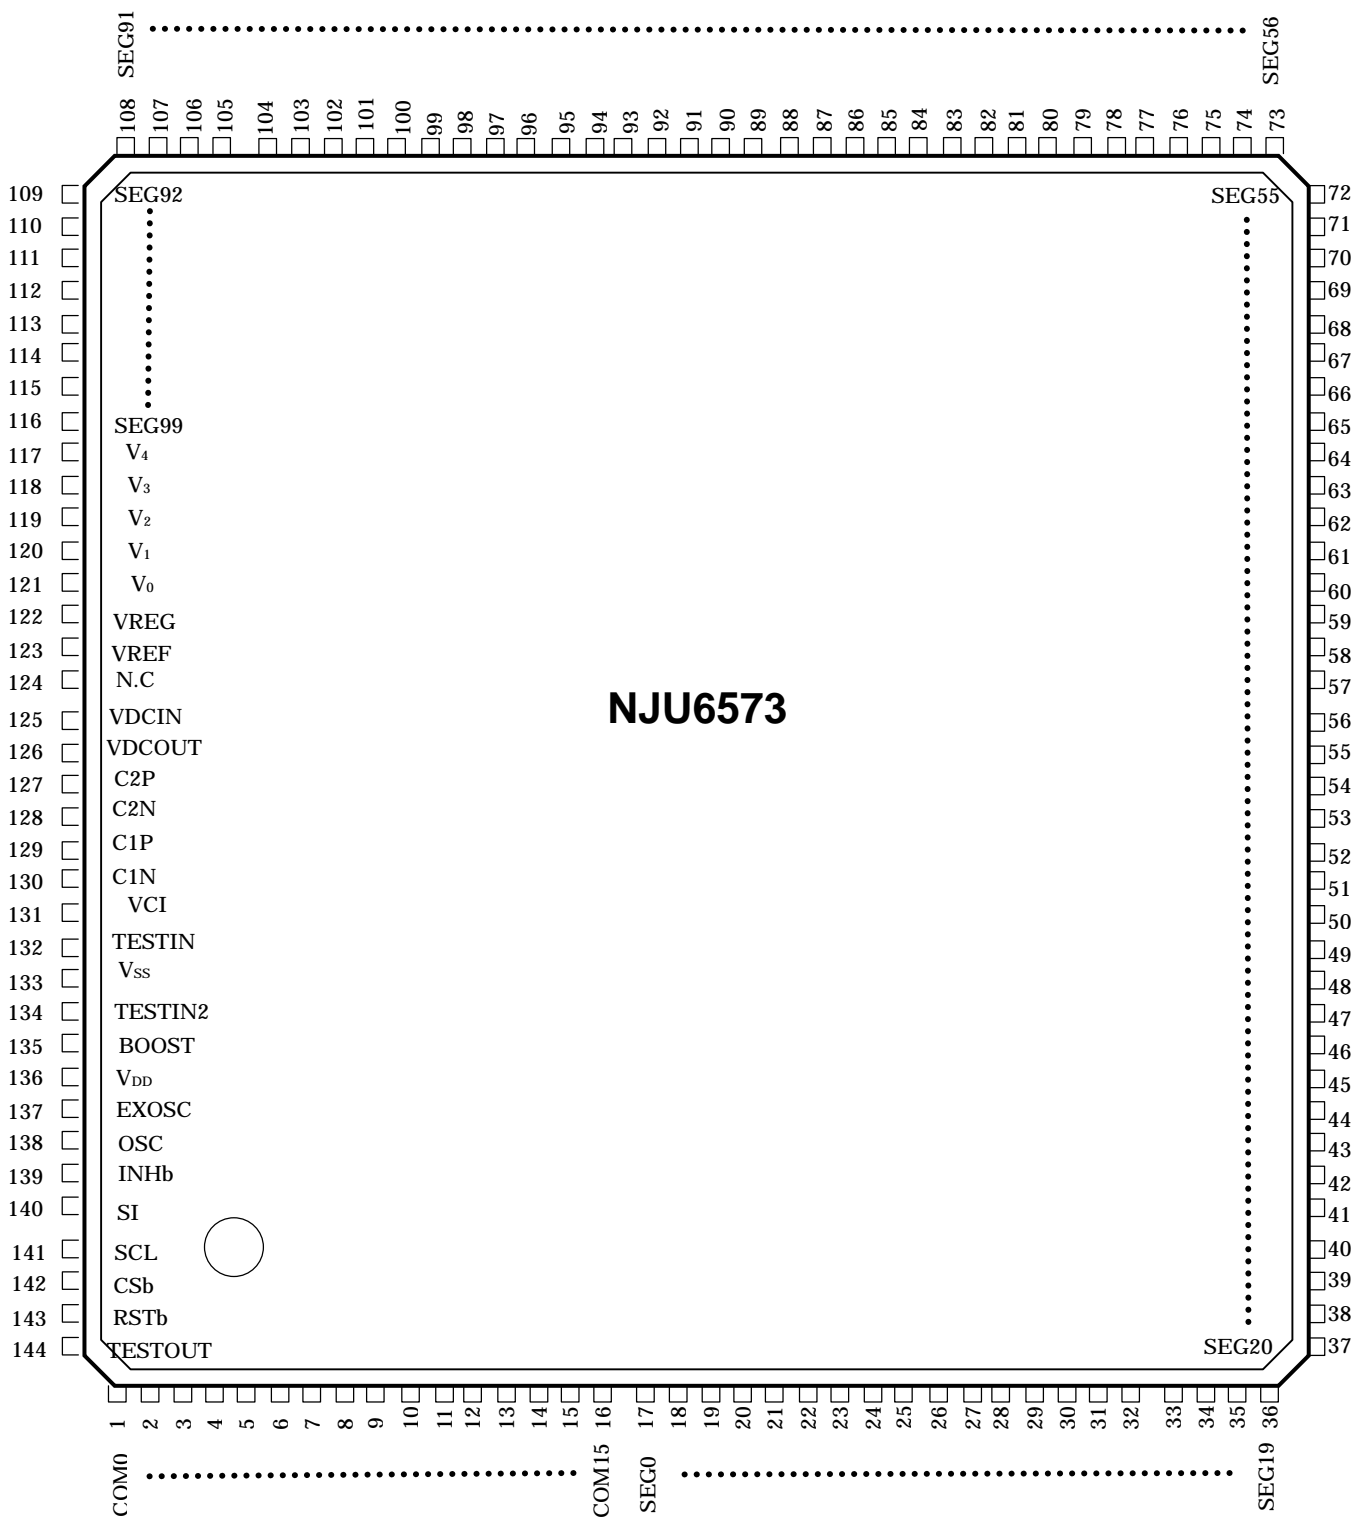 SEG91 SEG56
108 107 106 105 104 103 102 101 100 99 98 97 96 95 94 93 92 91 90 89 88 87 86 85 84 83 82 81 80 79 78 77 76 75 74 73
109 SEG92 SEG55 72
110 71
111 70
112 69
113 68
114 67
115 66
116 SEG99 65
117 V4 64
118 V3 63
119 V2 62
120 V1 61
121 V0 60
122 VREG 59
123 VREF 58
124 N.C 57
NJU6573
125 VDCIN 56
126 VDCOUT 55
127 C2P 54
128 C2N 53
129 C1P 52
130 C1N 51
131 VCI 50
132 TESTIN 49
133 VSS 48
134 TESTIN2 47
135 BOOST 46
136 VDD 45
137 EXOSC 44
138 OSC 43
139 INHb 42
140 SI 41
141 SCL 40
142 CSb 39
143 RSTb 38
144 TESTOUT SEG20 37
1 2 3 4 5 6 7 8 9 10 11 12 13 14 15 16 17 18 19 20 21 22 23 24 25 26 27 28 29 30 31 32 33 34 35 36
COM0 COM15 SEG0 SEG19